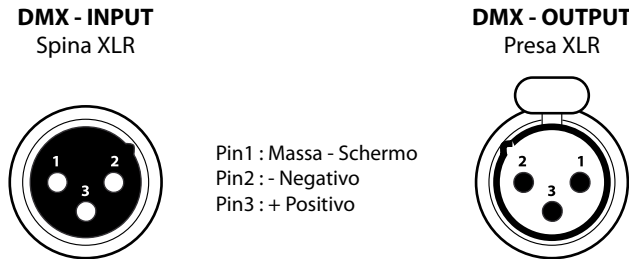 DMX - INPUT
Spina XLR
1 2
3
Pin1 : Massa - Schermo
Pin2 : - Negativo
Pin3 : + Positivo
DMX - OUTPUT
Presa XLR
2 1
3